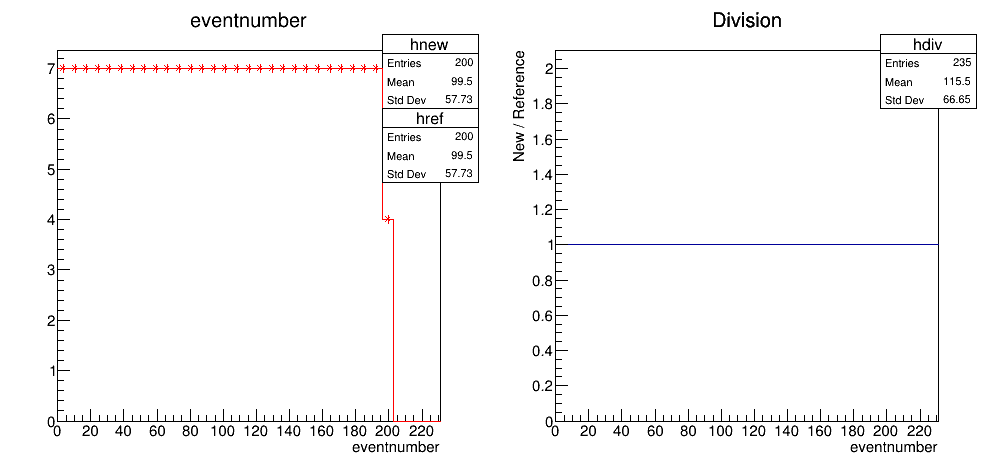 eventnumber
hnew
Entries 200
Mean 99.5
Std Dev 57.73
href
Entries 200
Mean 99.5
Std Dev 57.73
7
6
5
4
3
2
1
0
0 20 40 60 80 100 120 140 160 180 200 220
eventnumber
Division
hdiv
Entries 235
Mean 115.5
Std Dev 66.65
New / Reference
2
1.8
1.6
1.4
1.2
1
0.8
0.6
0.4
0.2
0
0 20 40 60 80 100 120 140 160 180 200 220
eventnumber